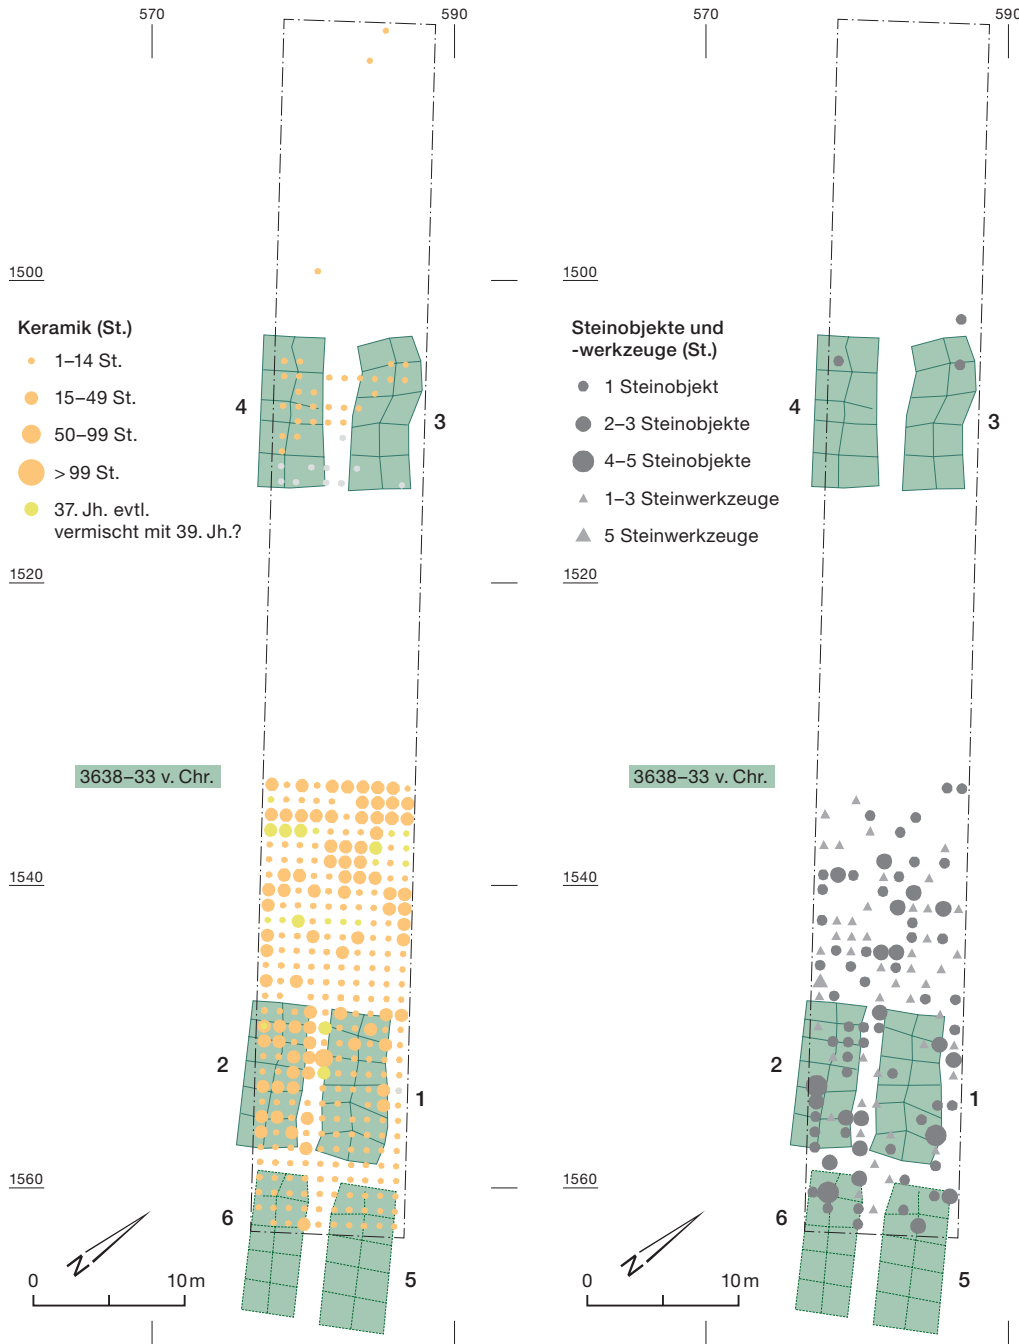 570
590
1500
Keramik (St.)
1–14 St.
15–49 St.
50–99 St.
> 99 St.
37. Jh. evtl.
vermischt mit 39. Jh.?
4
3
1520
3638–33 v. Chr.
1540
2
1
1560
6
5
N
0
10 m
570
590
1500
Steinobjekte und
-werkzeuge (St.)
1 Steinobjekt
2–3 Steinobjekte
4–5 Steinobjekte
1–3 Steinwerkzeuge
5 Steinwerkzeuge
4
3
1520
3638–33 v. Chr.
1540
2
1
1560
6
5
N
0
10 m